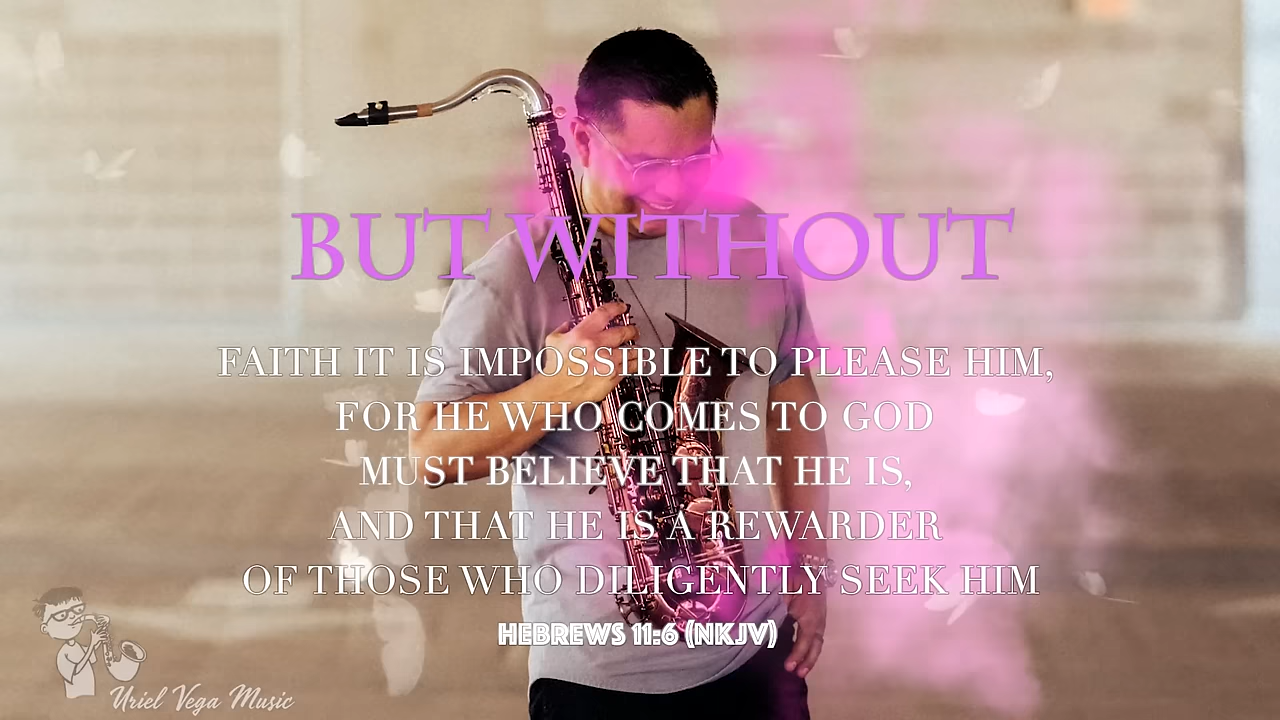 BUT WITHOUT
FAITH IT IS IMPOSSIBLE TO PLEASE HIM,
FOR HE WHO COMES TO GOD
MUST BELIEVE THAT HE IS,
AND THAT HE IS A REWARDER
OF THOSE WHO DILIGENTLY SEEK HIM
HEBREWS 11:6 (NKJV)
Uriel Vega Music